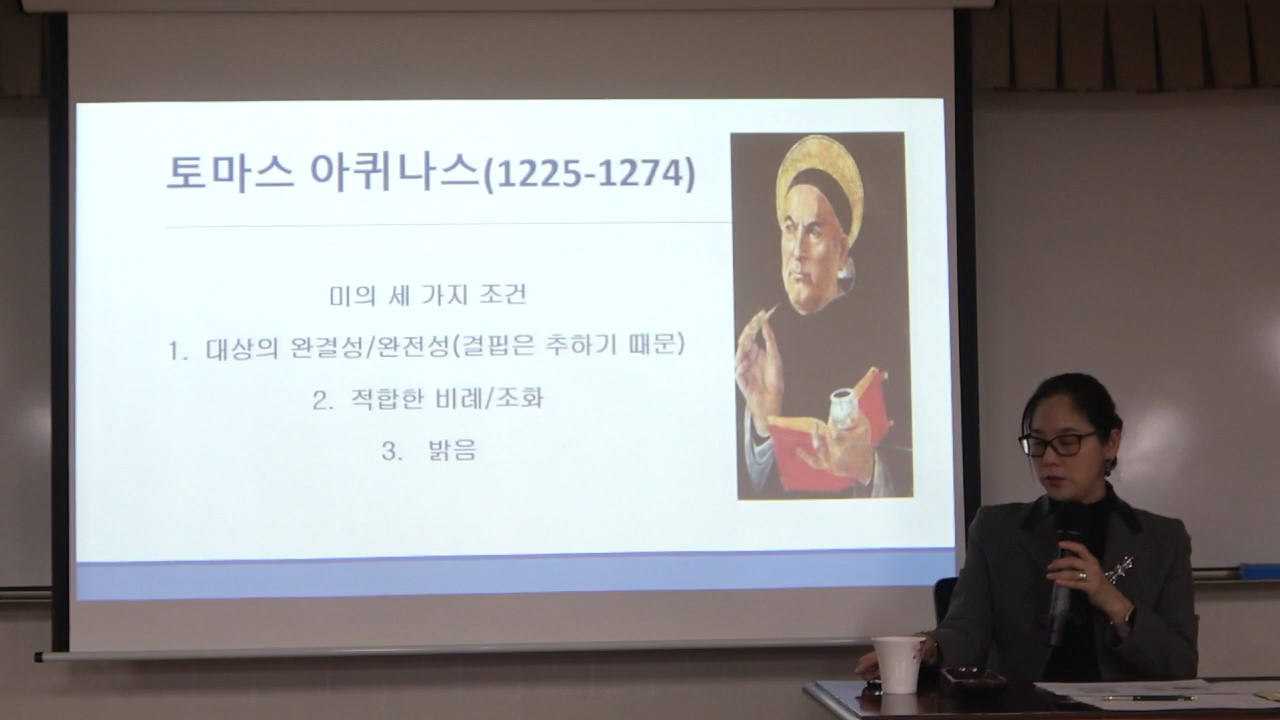 토마스 아퀴나스(1225-1274)
미의 세 가지 조건
1. 대상의 완결성/완전성(결핍은 추하기 때문)
2. 적합한 비례/조화
3. 밝음